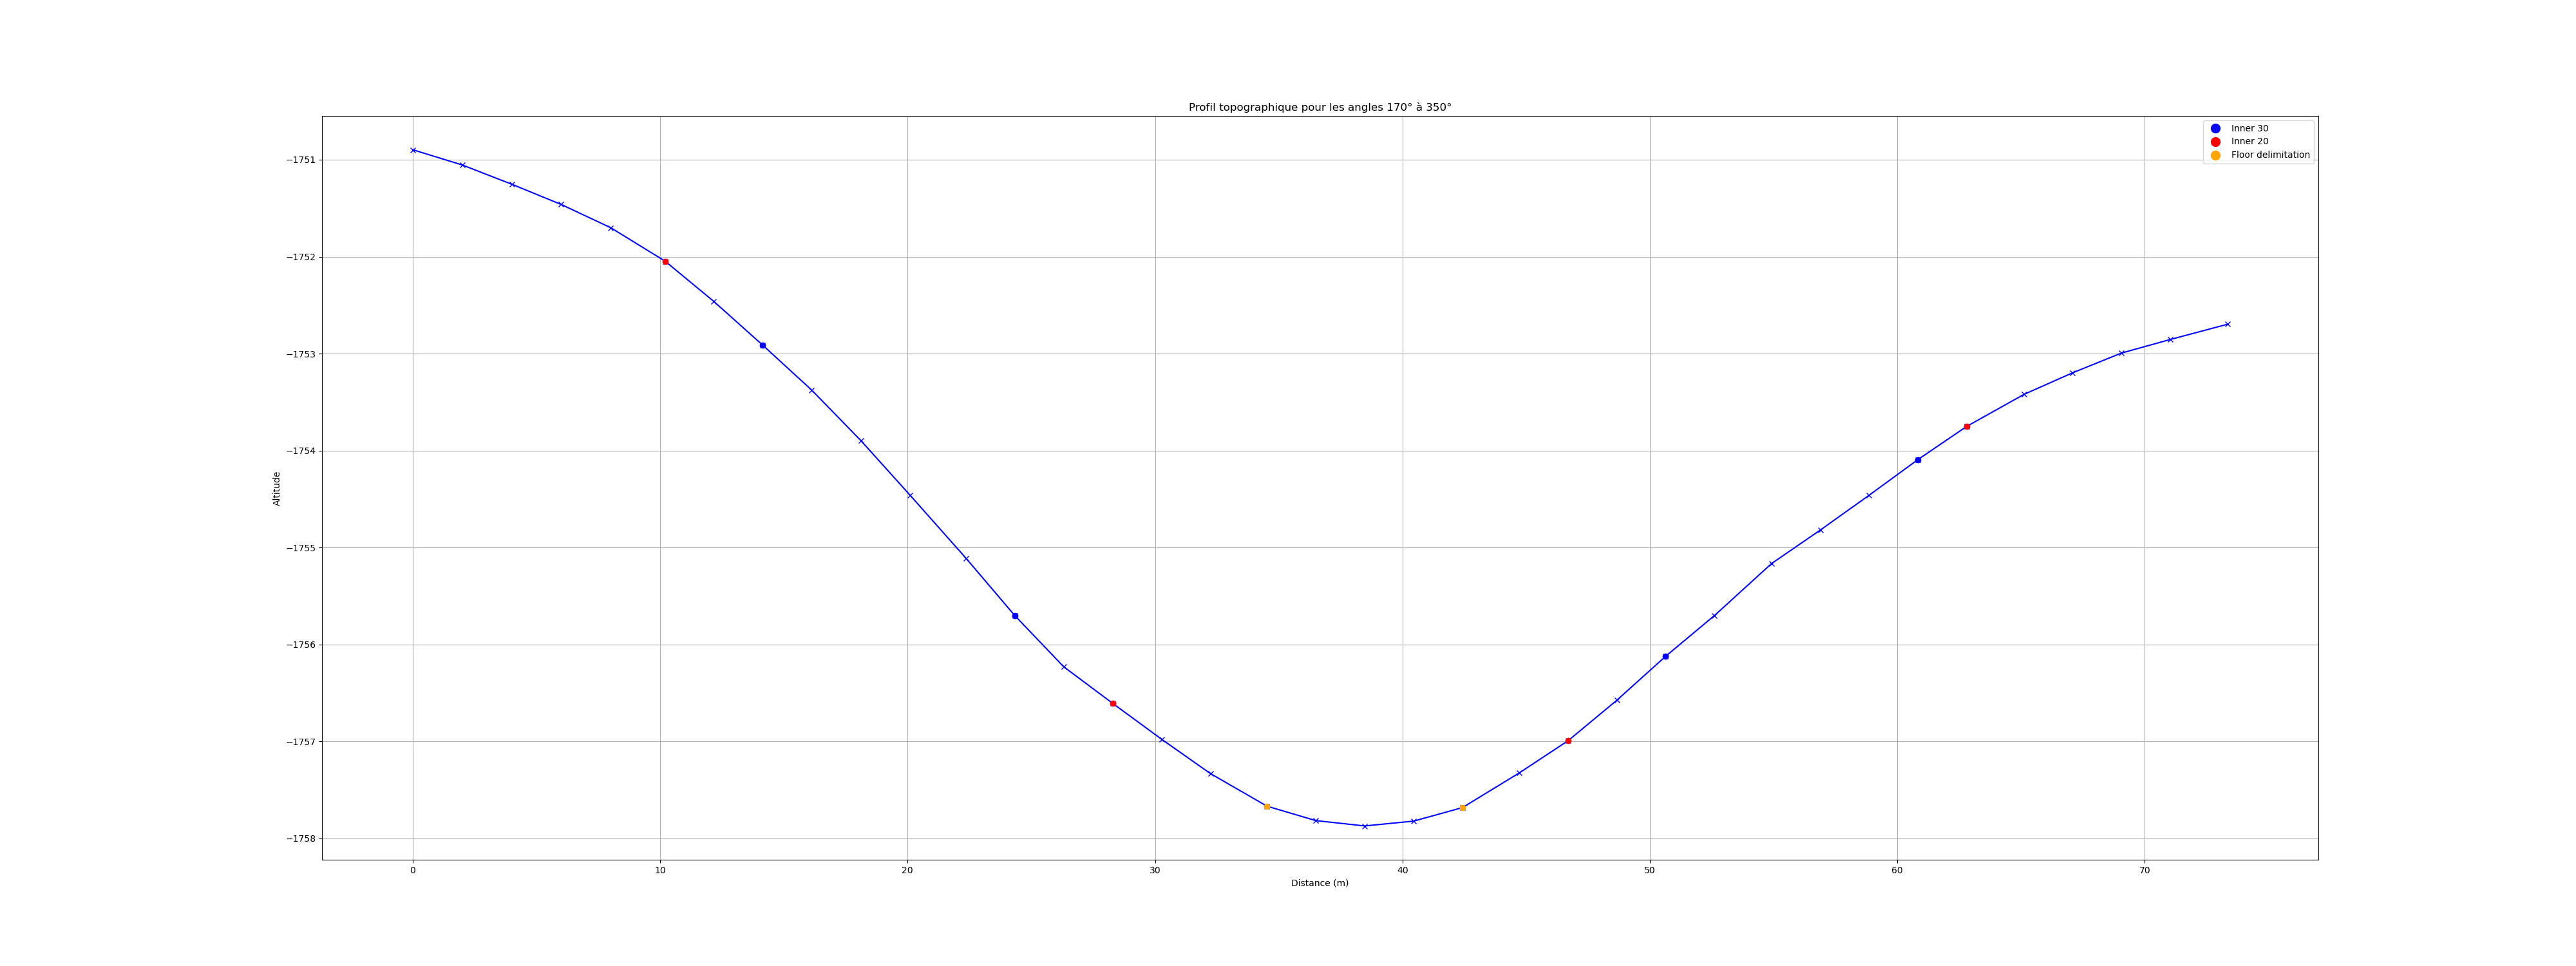 Profil topographique pour les angles 170° à 350°
Inner 30
Inner 20
Floor delimitation
−1751
−1752
−1753
−1754
−1755
−1756
−1757
−1758
Altitude
0 10 20 30 40 50 60 70
Distance (m)